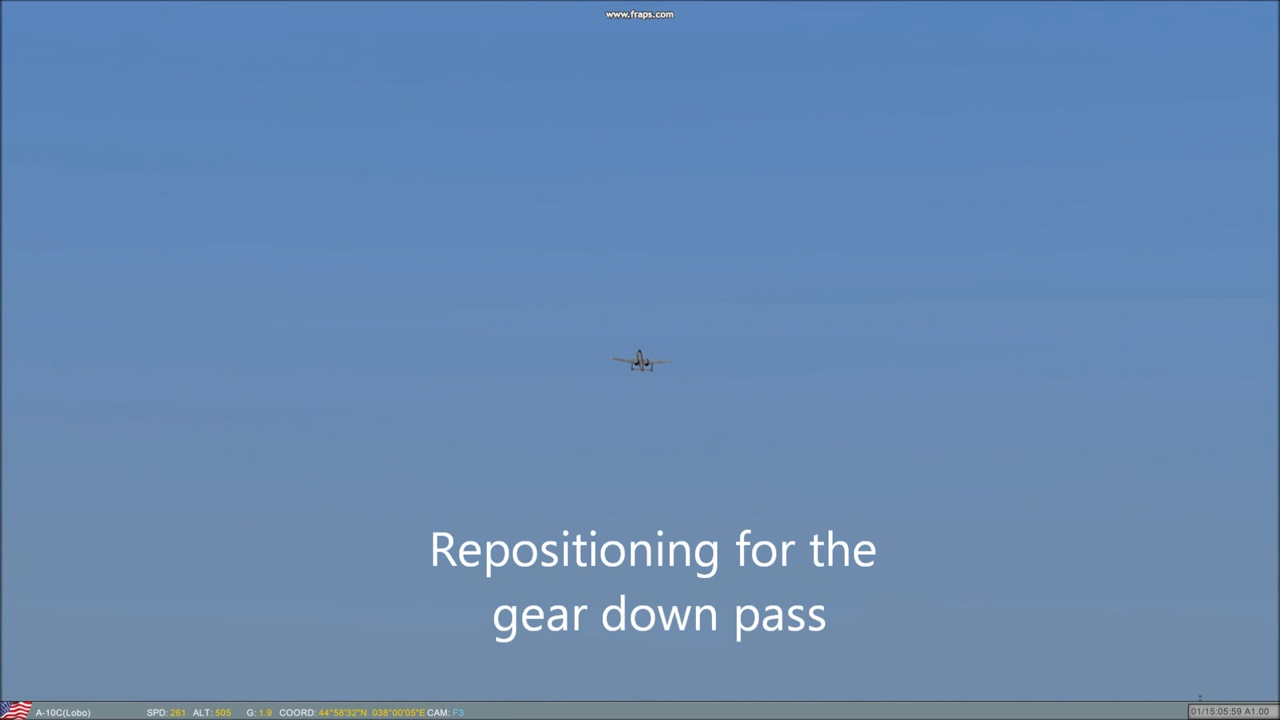 www.fraps.com
Repositioning for the
gear down pass
A-10C(Lobo) SPD: 261 ALT: 505 G: 1.9 COORD: 44°58'32"N 038°00'05"E CAM: F3 01/15:05:59 A1.00